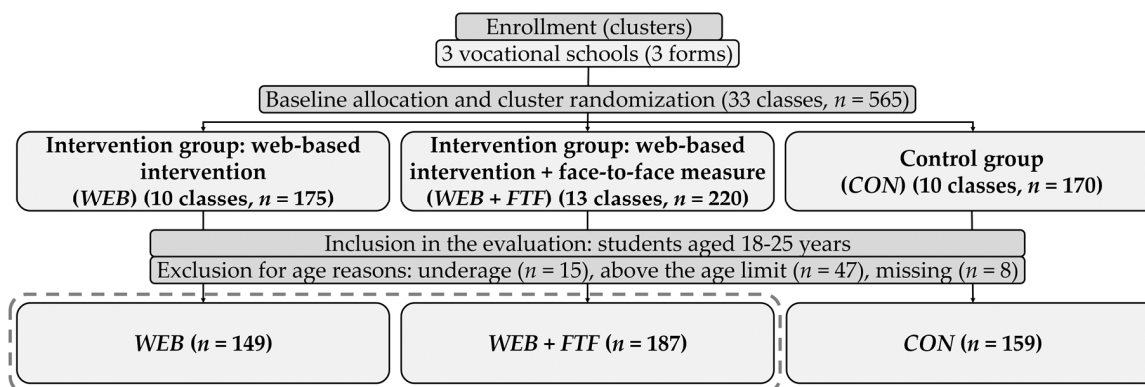 Enrollment (clusters)
3 vocational schools (3 forms)
Baseline allocation and cluster randomization (33 classes, n = 565)
Intervention group: web-based
intervention
(WEB) (10 classes, n = 175)
Intervention group: web-based
intervention + face-to-face measure
(WEB + FTF) (13 classes, n = 220)
Control group
(CON) (10 classes, n = 170)
Inclusion in the evaluation: students aged 18-25 years
Exclusion for age reasons: underage (n = 15), above the age limit (n = 47), missing (n = 8)
WEB (n = 149)
WEB + FTF (n = 187)
CON (n = 159)